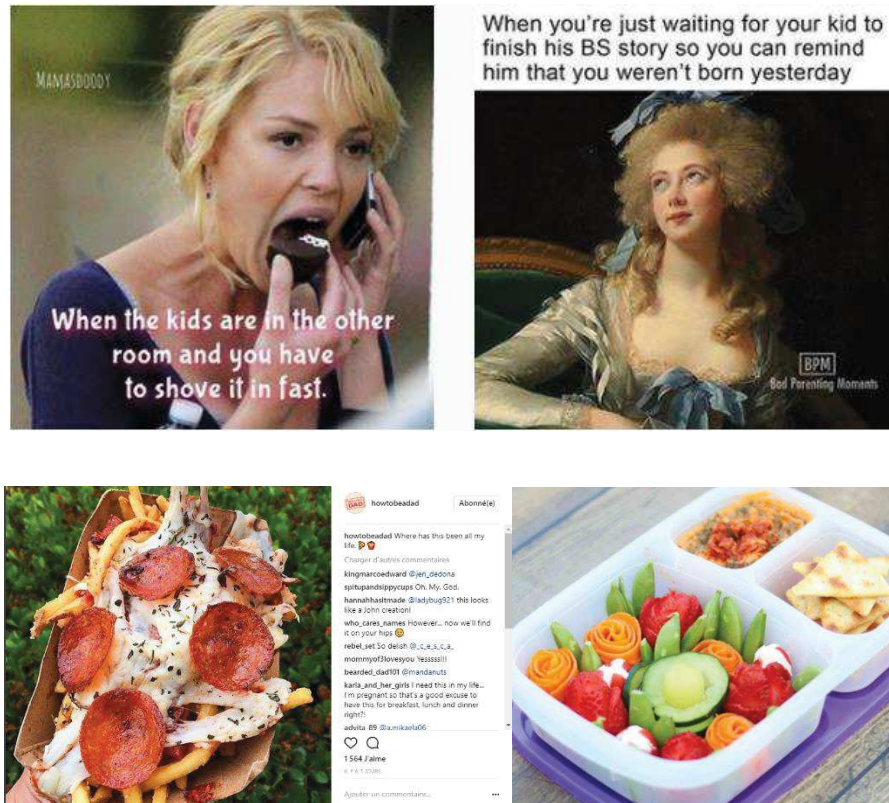 MAMASDOODY
When the kids are in the other
room and you have
to shove it in fast.
When you're just waiting for your kid to
finish his BS story so you can remind
him that you weren't born yesterday
BPM
Bad Parenting Moments
DAD
howtobeadad
Abonné(e)
howtobeadad Where has this been all my
life.
Charger d'autres commentaires
kingmarcoedward @jen_dedona
spitupandsippycups Oh. My. God.
hannahhasitmade @ladybug921 this looks
like a John creation!
who_cares_names However... now we'll find
it on your hips
rebel_set So delish @_c_e_s_c_a_
mommyof3lovesyou Yesssss!!!
bearded_dad101 @mandanuts
karla_and_her_girls I need this in my life...
I'm pregnant so that's a good excuse to
have this for breakfast, lunch and dinner
right?!
advita_89 @a.mikaela06
1 564 J'aime
Ajouter un commentaire...